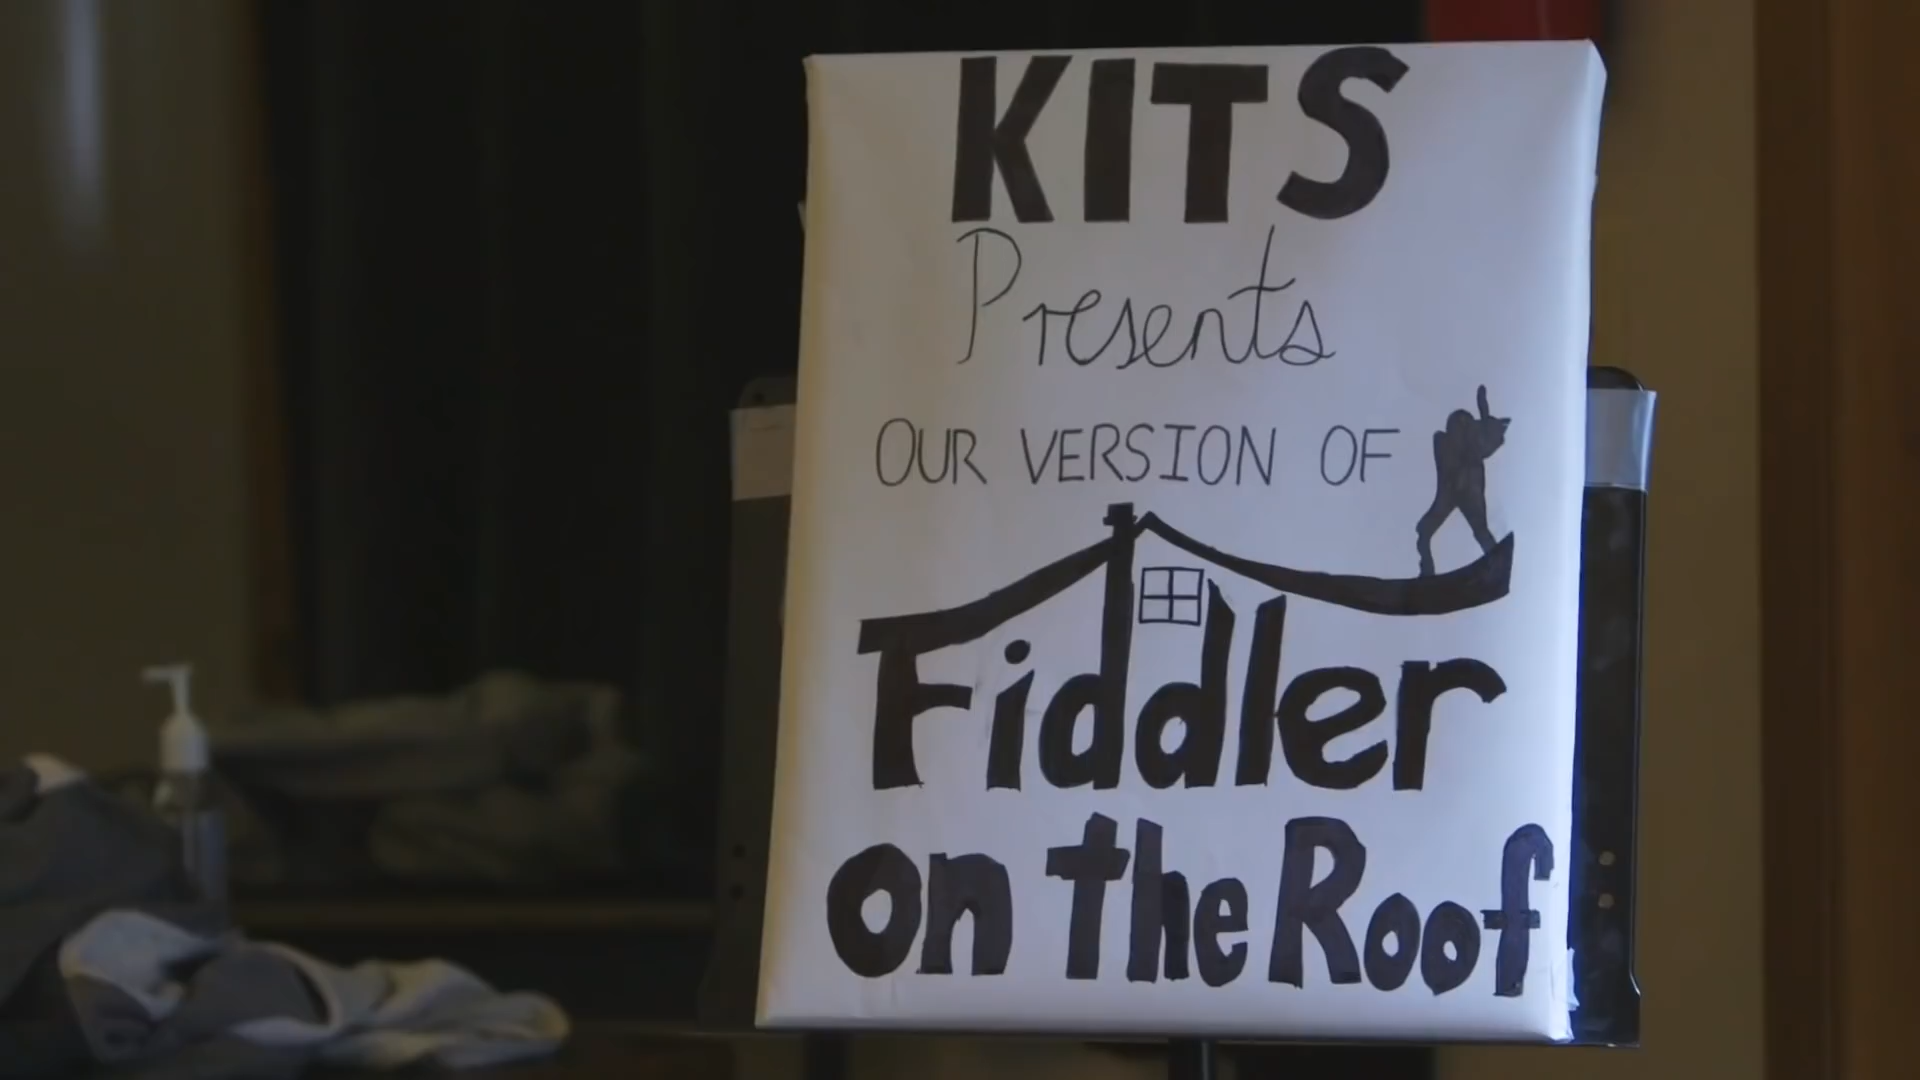 KITS
Presents
OUR VERSION OF
Fiddler
on the Roof